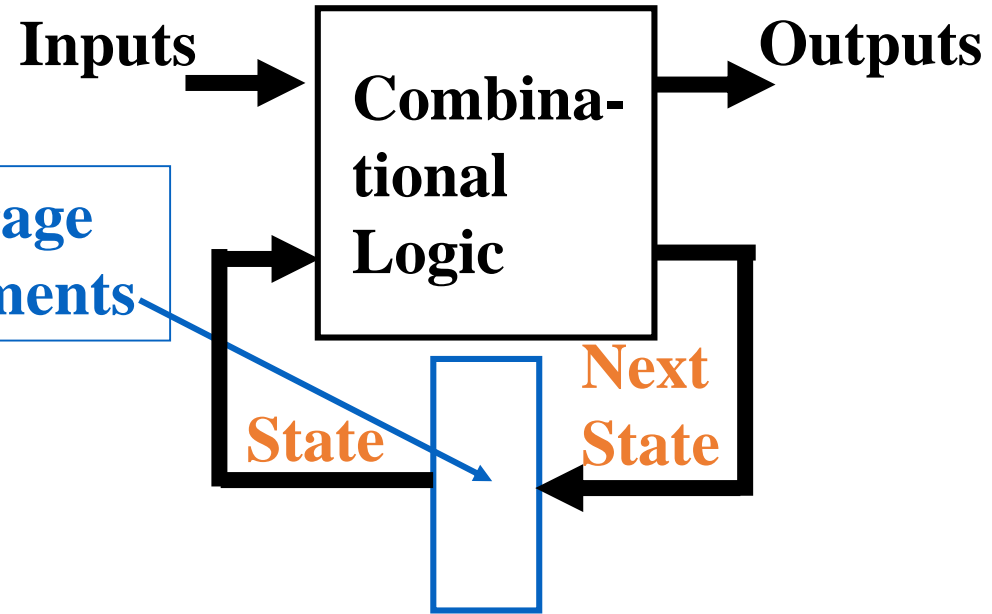 Inputs
Outputs
Combina-
tional
Logic
age
ments
Next
State
State